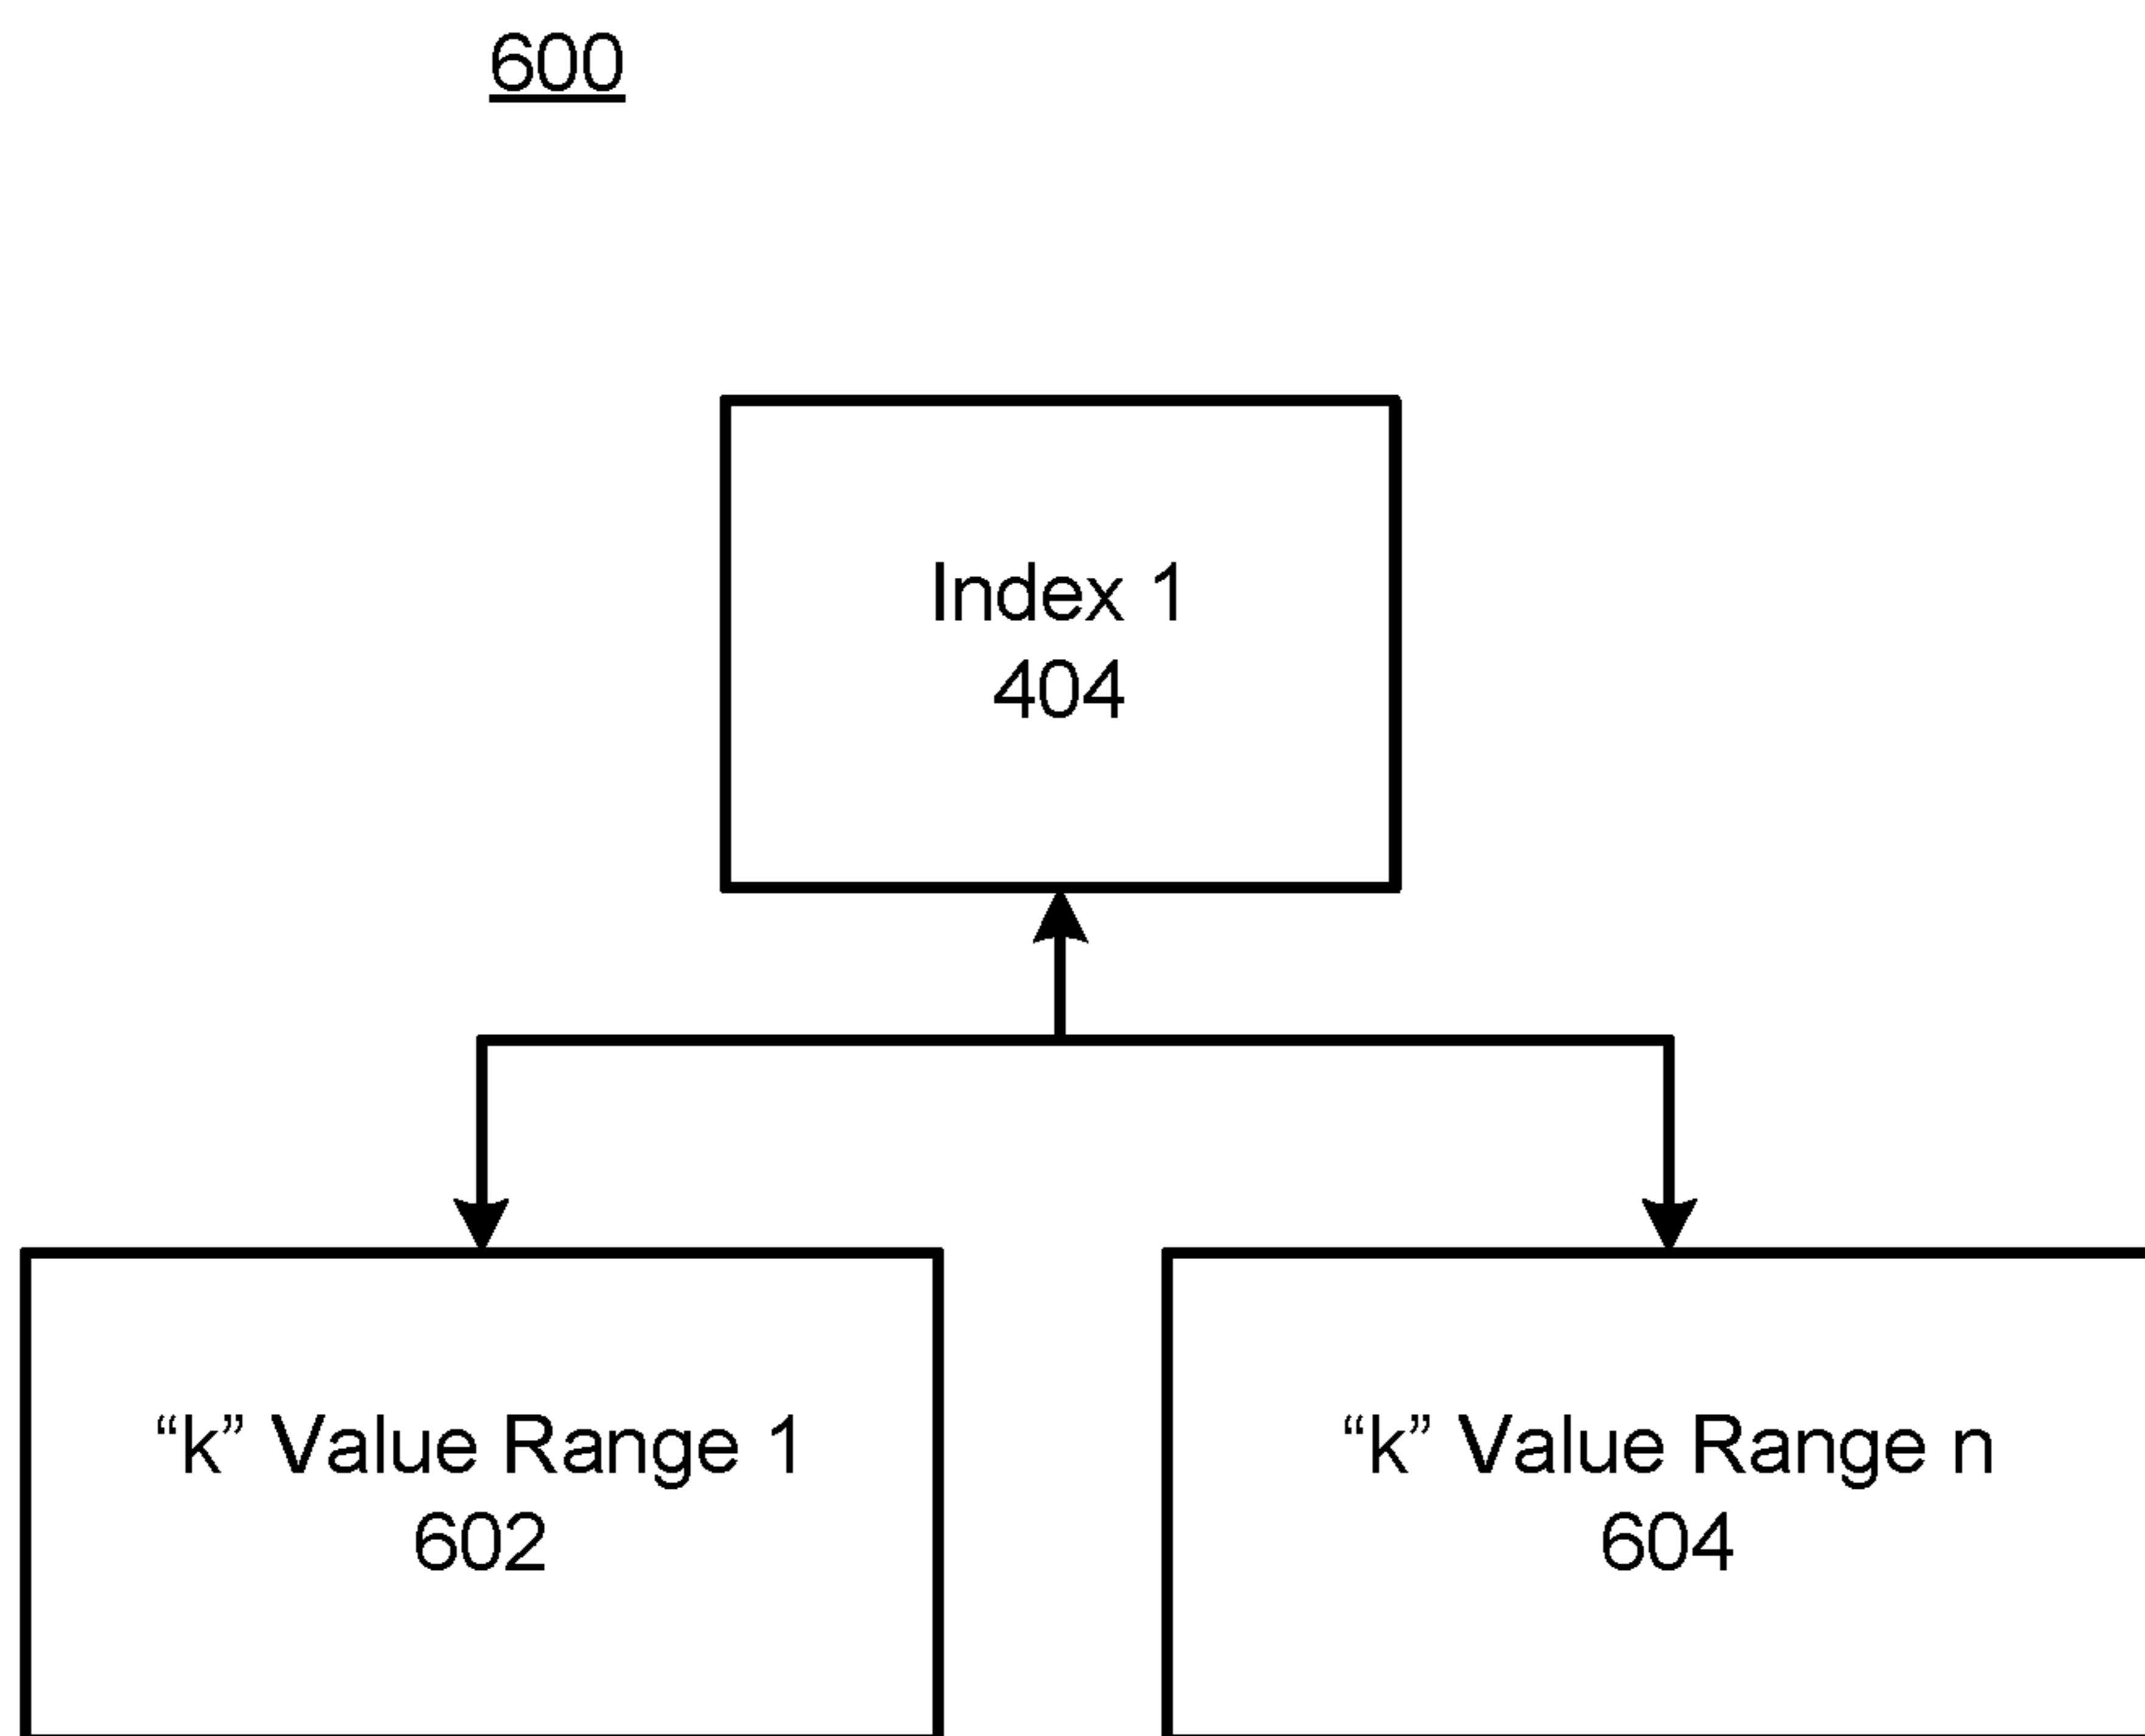 600
Index 1
404
“k” Value Range 1
602
“k” Value Range n
604